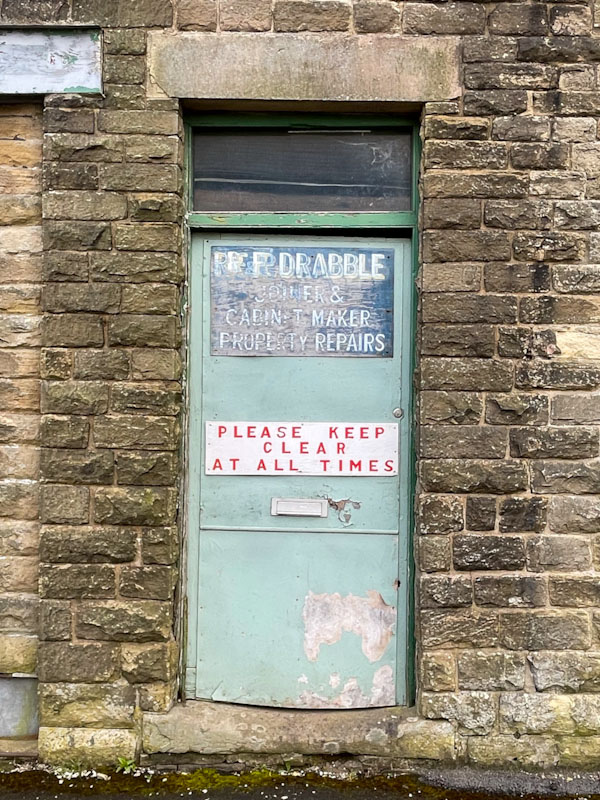 DRABBLE
JOINER &
CABINET MAKER
PROPERTY REPAIRS
PLEASE KEEP
CLEAR
AT ALL TIMES